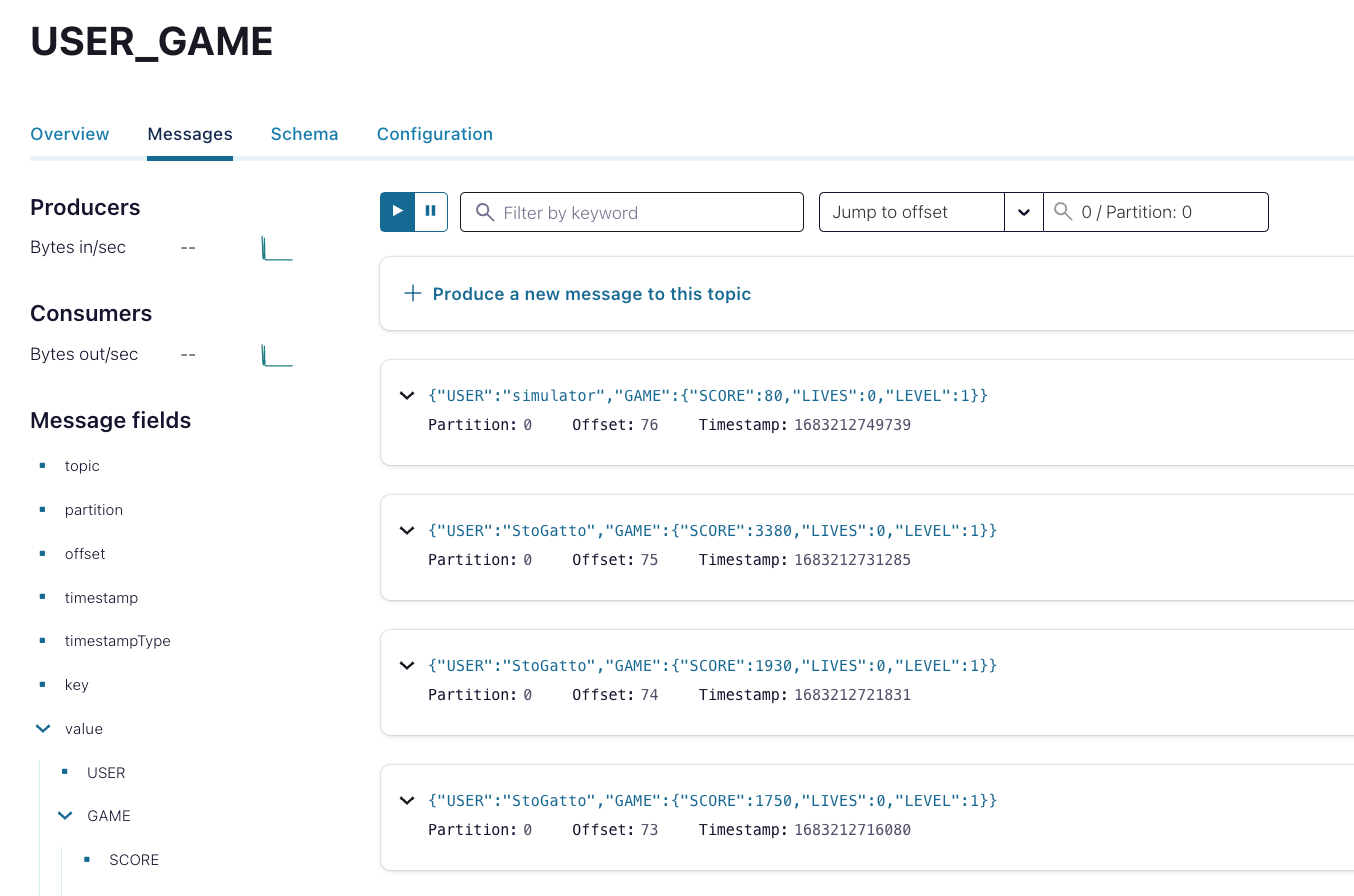 USER_GAME
Overview Messages Schema Configuration
Producers
Bytes in/sec --
Consumers
Bytes out/sec --
Message fields
topic
partition
offset
timestamp
timestampType
key
value
USER
GAME
SCORE
Filter by keyword
Jump to offset
0 / Partition: 0
Produce a new message to this topic
{"USER":"simulator","GAME":{"SCORE":80,"LIVES":0,"LEVEL":1}}
Partition: 0 Offset: 76 Timestamp: 1683212749739
{"USER":"StoGatto","GAME":{"SCORE":3380,"LIVES":0,"LEVEL":1}}
Partition: 0 Offset: 75 Timestamp: 1683212731285
{"USER":"StoGatto","GAME":{"SCORE":1930,"LIVES":0,"LEVEL":1}}
Partition: 0 Offset: 74 Timestamp: 1683212721831
{"USER":"StoGatto","GAME":{"SCORE":1750,"LIVES":0,"LEVEL":1}}
Partition: 0 Offset: 73 Timestamp: 1683212716080